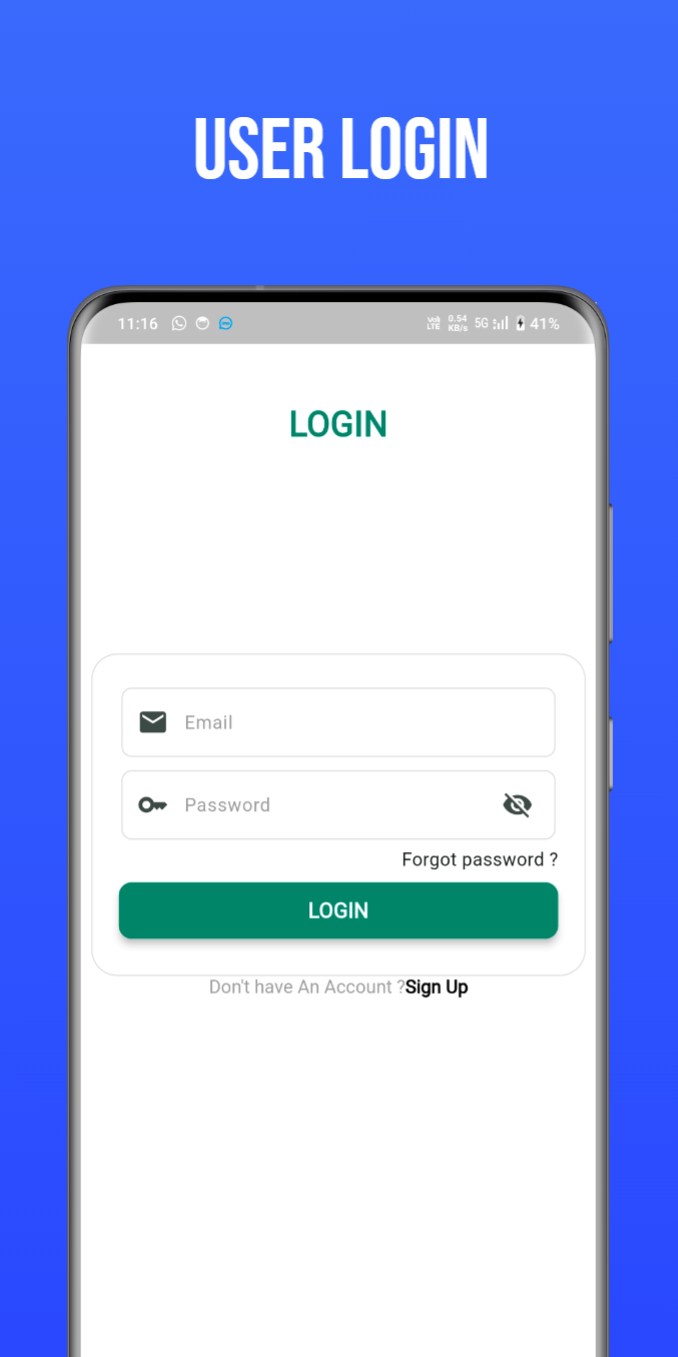 USER LOGIN
11:16 Vo) LTE 0.54 KB/s 5G 41%
LOGIN
Email
Password
Forgot password ?
LOGIN
Don't have An Account ?Sign Up